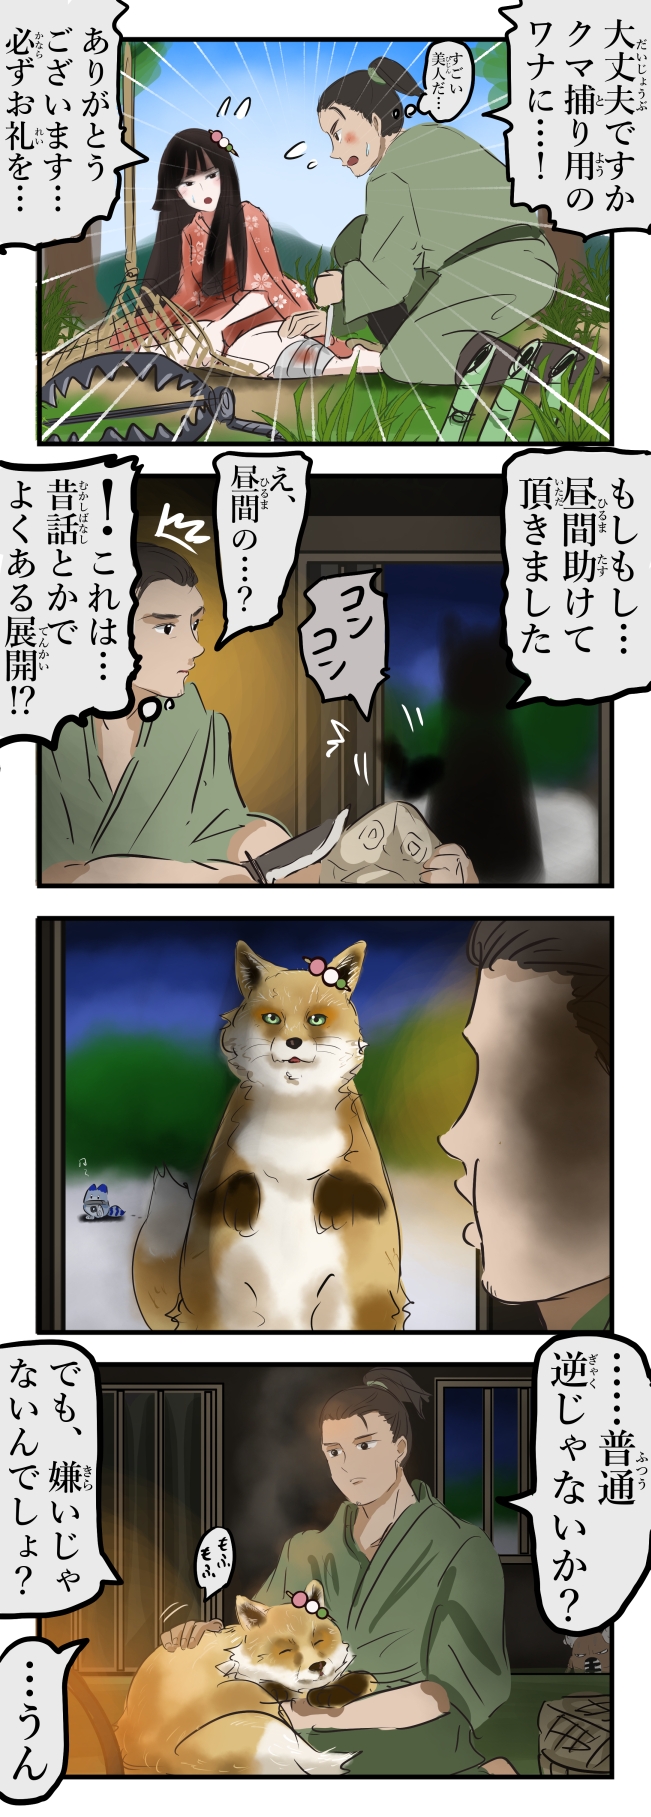 大丈夫ですか
クマ捕り用の
ワナに…！
すごい
美人だ…
ありがとう
ございます…
必ずお礼を…
もしもし…
昼間助けて
頂きました
コン
コン
え、
昼間の…？
！これは…
昔話とかで
よくある展開!?
……普通
逆じゃないか？
もふ
もふ
でも、嫌いじゃ
ないんでしょ？
…うん